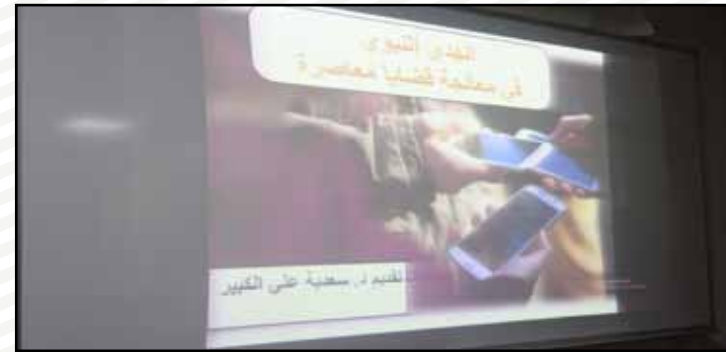 الهدي النبوي
في معالجة قضايا معاصرة
تقديم د. سعدية علي الكبير